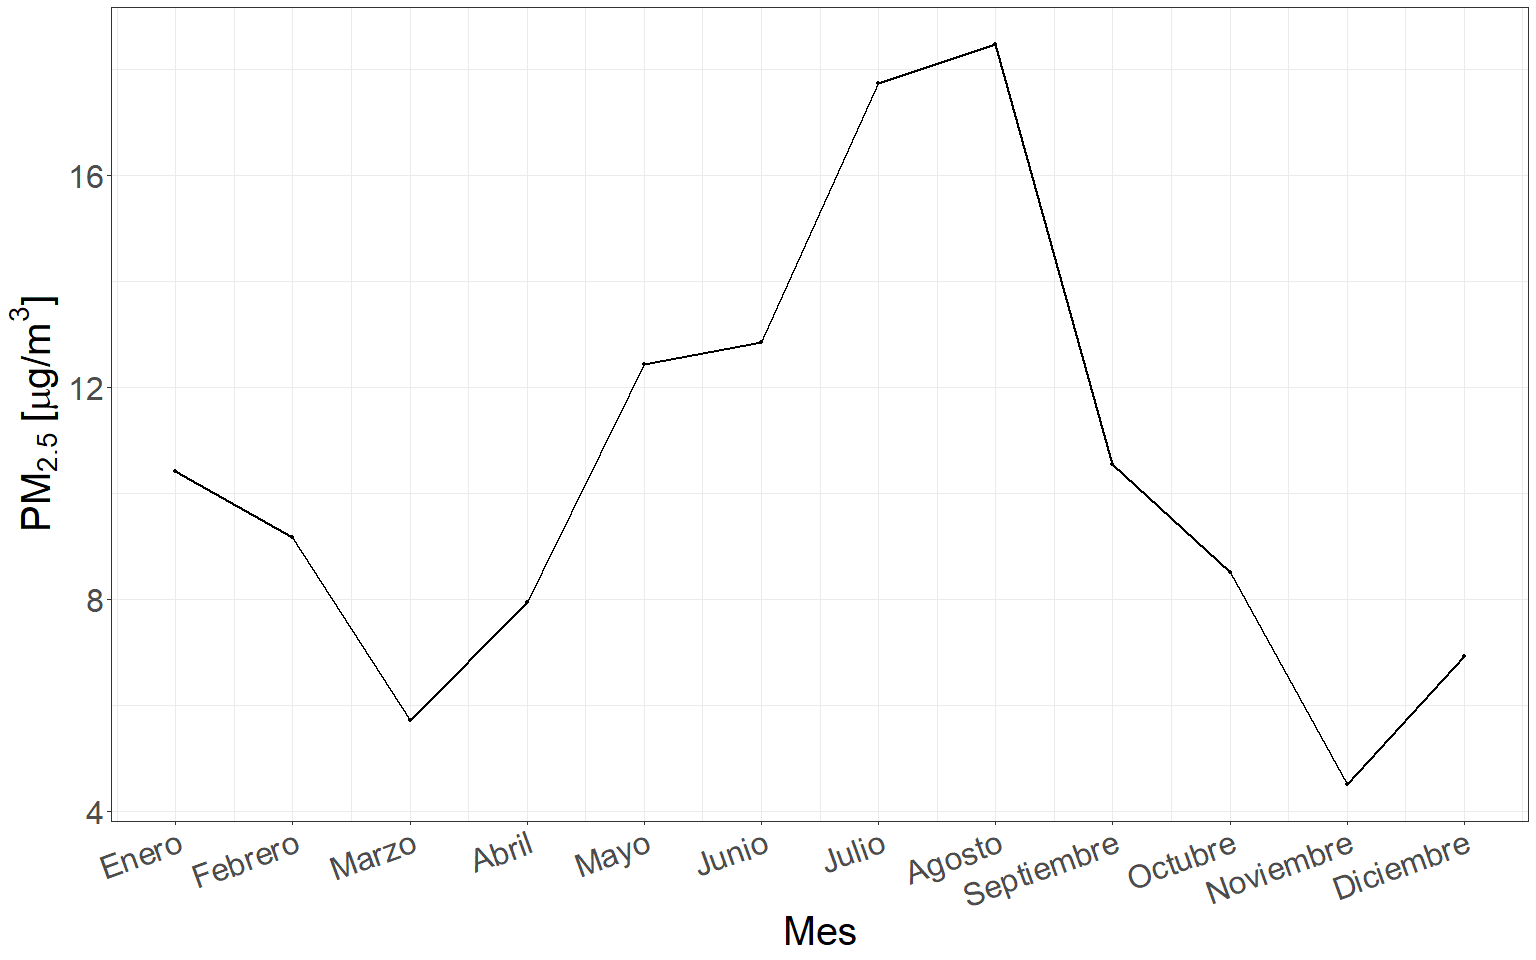 PM2.5 [µg/m3]
16
12
8
4
Enero
Febrero
Marzo
Abril
Mayo
Junio
Julio
Agosto
Septiembre
Octubre
Noviembre
Diciembre
Mes